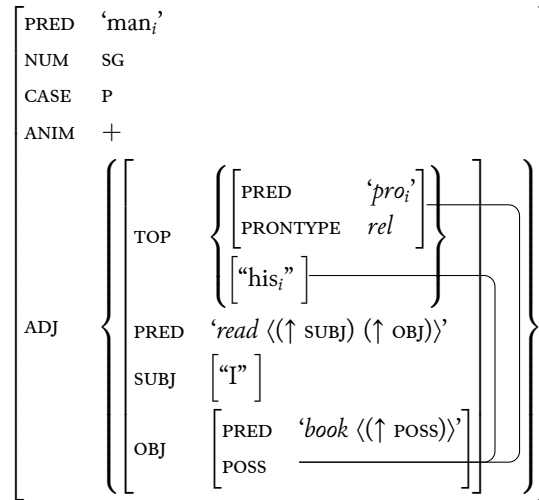 PRED ‘man_i’
NUM SG
CASE P
ANIM +
PRED ‘pro_i’
TOP
PRONTYPE rel
[“his_i”]
ADJ
PRED ‘read ⟨(↑ SUBJ) (↑ OBJ)⟩’
SUBJ [“I”]
PRED ‘book ⟨(↑ POSS)⟩’
OBJ
POSS